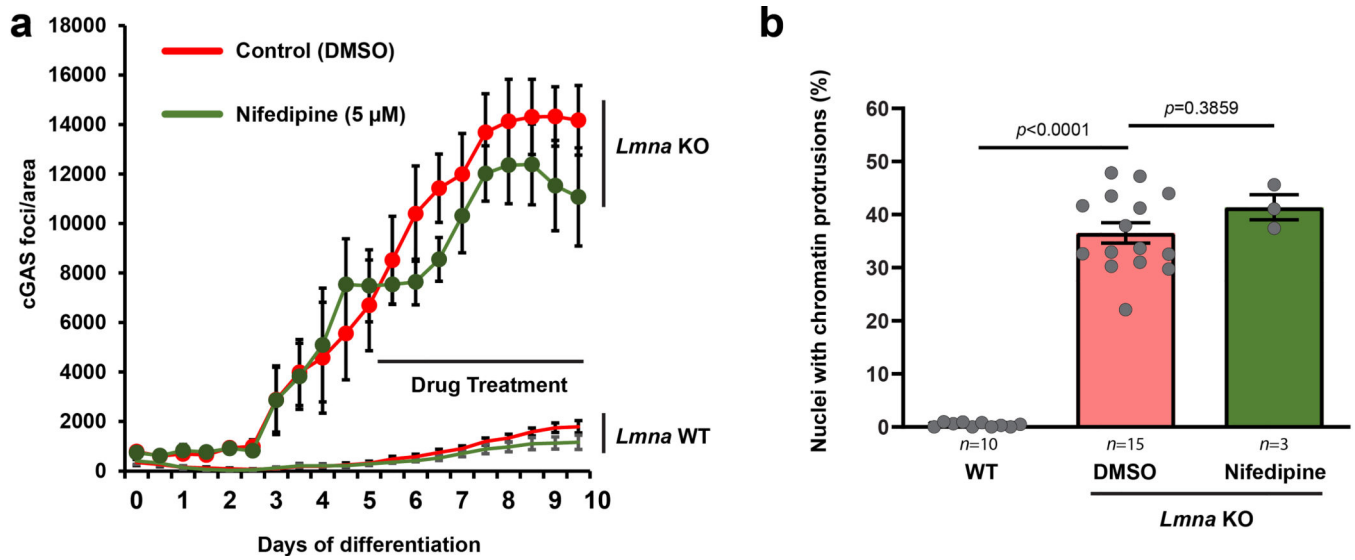 a
18000
16000
14000
12000
10000
8000
6000
4000
2000
0
cGAS foci/area
Control (DMSO)
Nifedipine (5 µM)
Lmna KO
Drug Treatment
Lmna WT
0 1 2 3 4 5 6 7 8 9 10
Days of differentiation
b
Nuclei with chromatin protrusions (%)
60
50
40
30
20
10
0
p<0.0001
p=0.3859
n=10 n=15 n=3
WT DMSO Nifedipine
Lmna KO